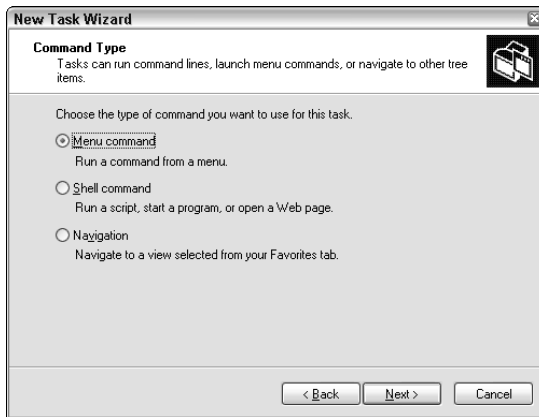 New Task Wizard
Command Type
Tasks can run command lines, launch menu commands, or navigate to other tree
items.
Choose the type of command you want to use for this task.
Menu command
Run a command from a menu.
Shell command
Run a script, start a program, or open a Web page.
Navigation
Navigate to a view selected from your Favorites tab.
< Back
Next >
Cancel